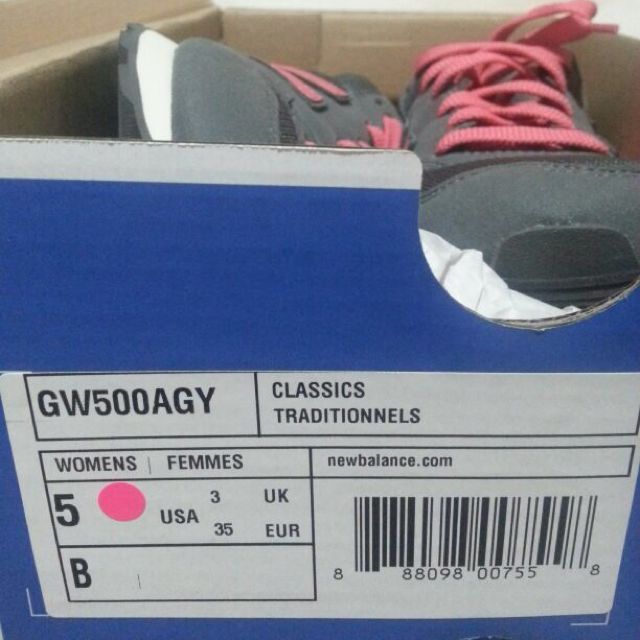 GW500AGY
CLASSICS
TRADITIONNELS
WOMENS | FEMMES
newbalance.com
5 USA 3 UK
35 EUR
B
8 88098 00755 8